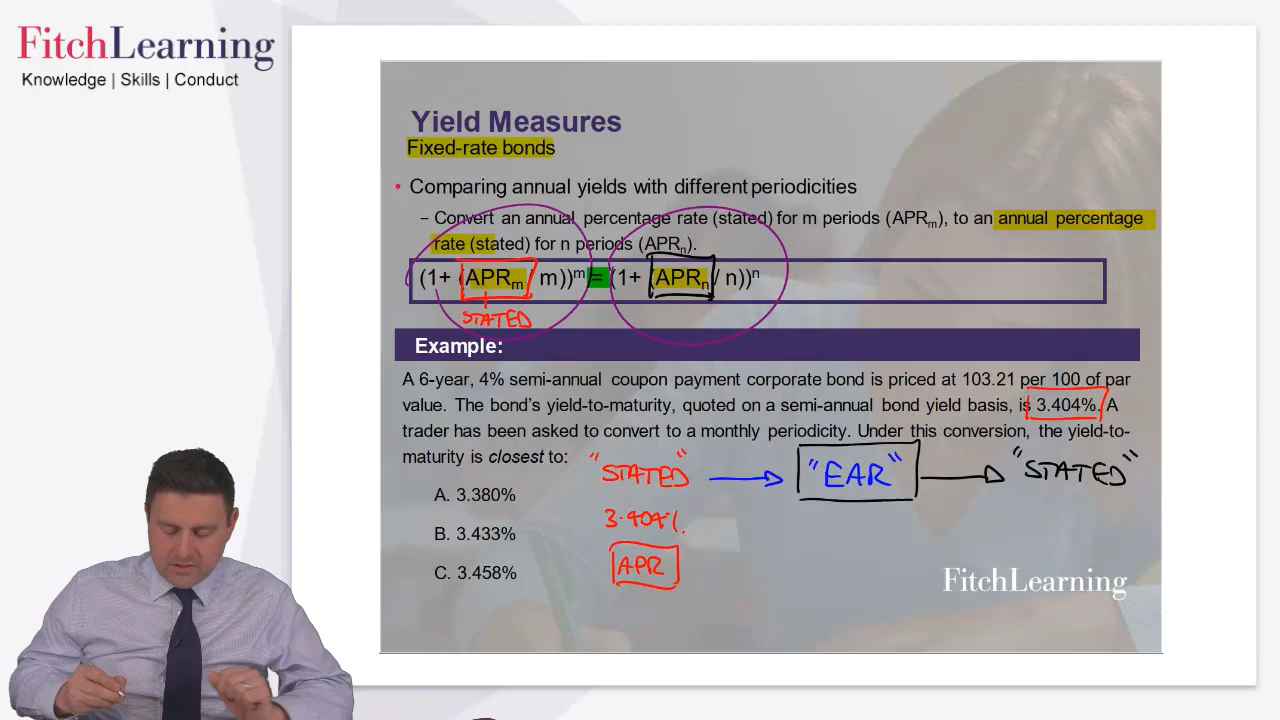 FitchLearning
Knowledge | Skills | Conduct
Yield Measures
Fixed-rate bonds
• Comparing annual yields with different periodicities
– Convert an annual percentage rate (stated) for m periods (APRm), to an annual percentage
rate (stated) for n periods (APRn).
(1+ (APRm / m))m = (1+ (APRn / n))n
STATED
Example:
A 6-year, 4% semi-annual coupon payment corporate bond is priced at 103.21 per 100 of par
value. The bond's yield-to-maturity, quoted on a semi-annual bond yield basis, is 3.404%. A
trader has been asked to convert to a monthly periodicity. Under this conversion, the yield-to-
maturity is closest to:
"STATED" → "EAR" → "STATED"
A. 3.380%
3.404%
B. 3.433%
APR
C. 3.458%
FitchLearning